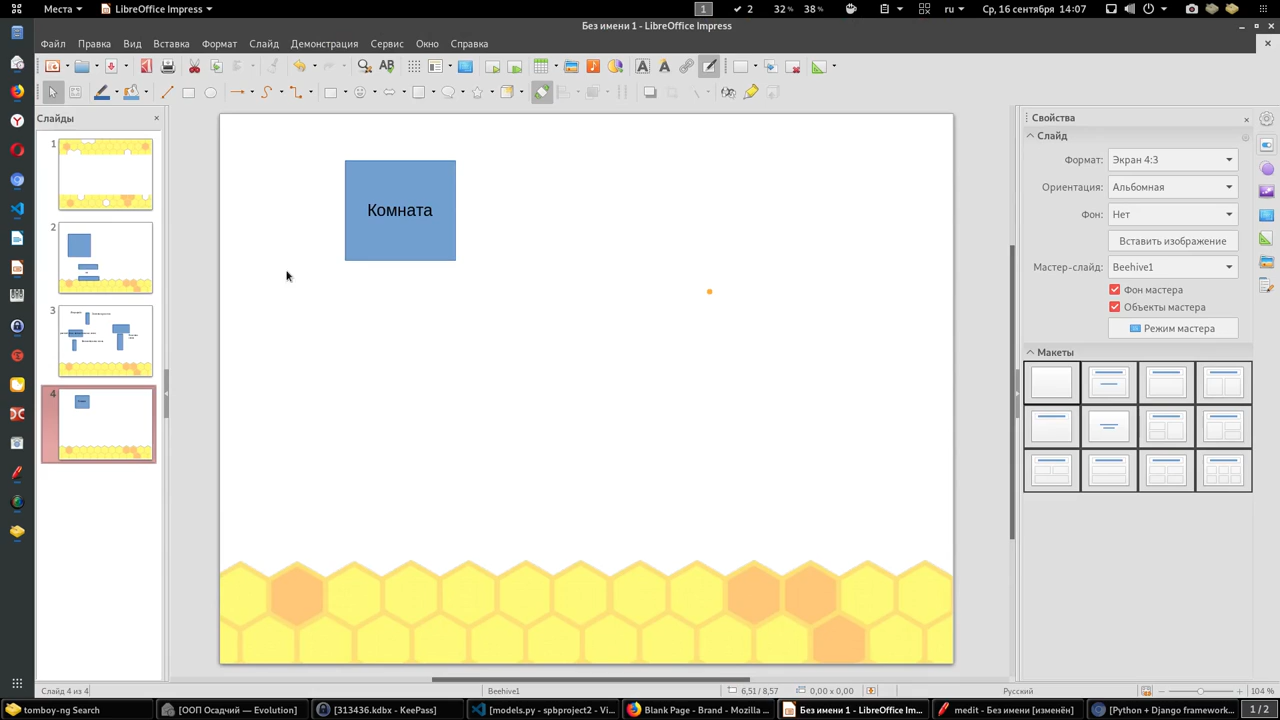 Места
LibreOffice Impress
1
2
32 %
38 %
ru
Ср, 16 сентября
14:07
Без имени 1 - LibreOffice Impress
Файл Правка Вид Вставка Формат Слайд Демонстрация Сервис Окно Справка
Слайды
1
2
3
4
Комната
Свойства
Слайд
Формат: Экран 4:3
Ориентация: Альбомная
Фон: Нет
Вставить изображение
Мастер-слайд: Beehive1
Фон мастера
Объекты мастера
Режим мастера
Макеты
Слайд 4 из 4
Beehive1
6,51 / 8,57
0,00 x 0,00
Русский
104 %
tomboy-ng Search
[ООП Осадчий — Evolution]
[313436.kdbx - KeePass]
[models.py - spbproject2 - Vi...
Blank Page - Brand - Mozilla ...
Без имени 1 - LibreOffice Im...
medit - Без имени [изменён]
[Python + Django framework...
1 / 2